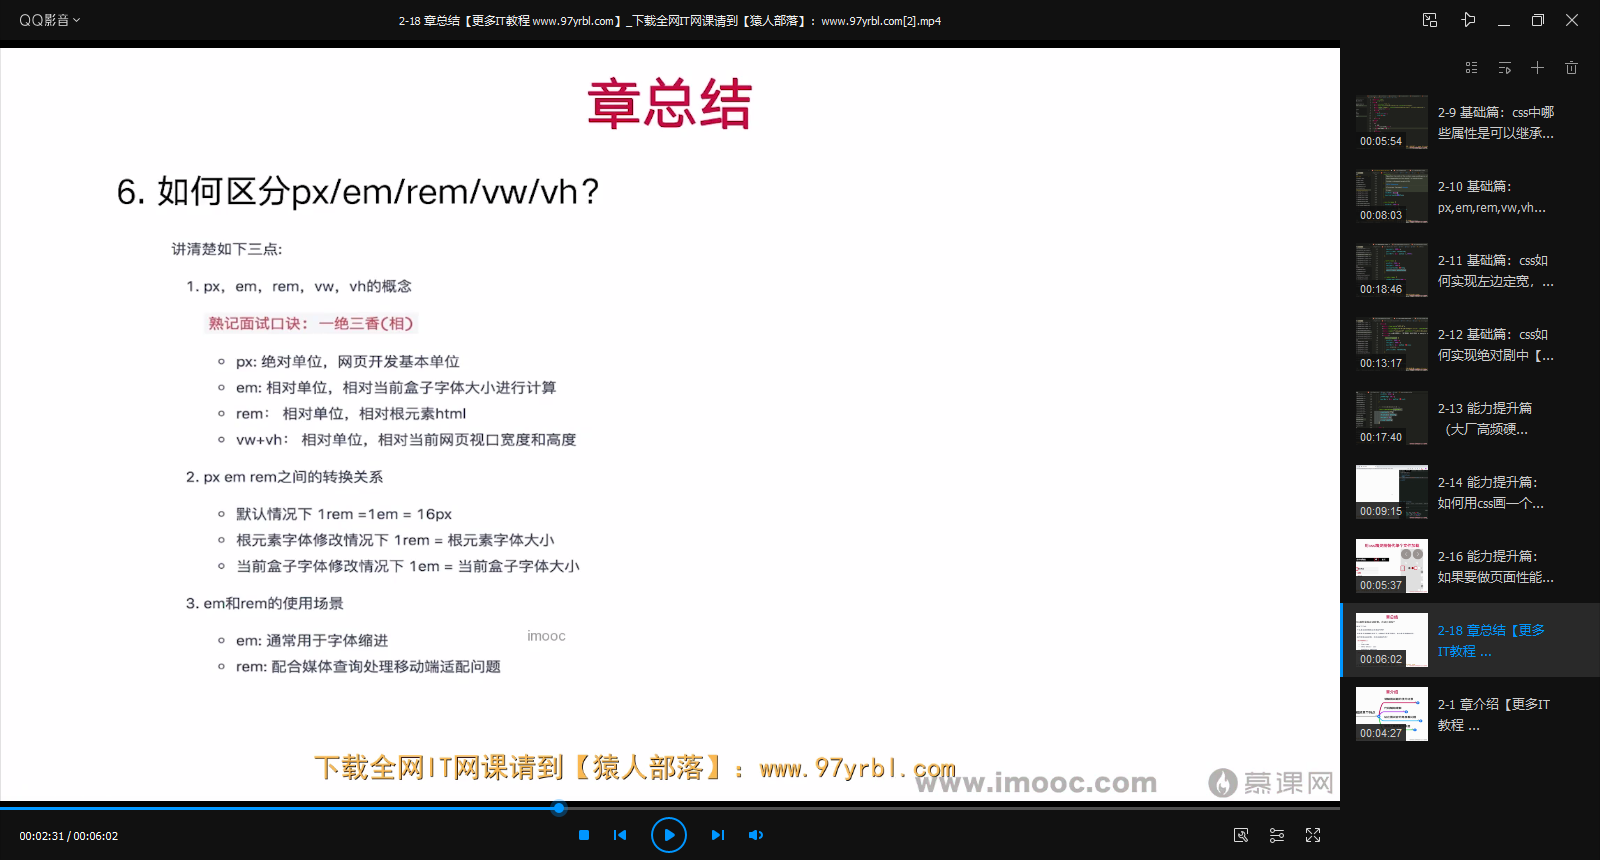 QQ影音
2-18 章总结【更多IT教程 www.97yrbl.com】_下载全网IT网课请到【猿人部落】：www.97yrbl.com[2].mp4
章总结
6. 如何区分px/em/rem/vw/vh?
讲清楚如下三点:
1. px，em，rem，vw，vh的概念
熟记面试口诀：一绝三香(相)
px: 绝对单位，网页开发基本单位
em: 相对单位，相对当前盒子字体大小进行计算
rem： 相对单位，相对根元素html
vw+vh： 相对单位，相对当前网页视口宽度和高度
2. px em rem之间的转换关系
默认情况下 1rem =1em = 16px
根元素字体修改情况下 1rem = 根元素字体大小
当前盒子字体修改情况下 1em = 当前盒子字体大小
3. em和rem的使用场景
em: 通常用于字体缩进
rem: 配合媒体查询处理移动端适配问题
imooc
下载全网IT网课请到【猿人部落】：www.97yrbl.com
www.imooc.com
慕课网
00:02:31 / 00:06:02
00:05:54
2-9 基础篇：css中哪
些属性是可以继承...
00:08:03
2-10 基础篇：
px,em,rem,vw,vh...
00:18:46
2-11 基础篇：css如
何实现左边定宽，...
00:13:17
2-12 基础篇：css如
何实现绝对剧中【...
00:17:40
2-13 能力提升篇
（大厂高频硬...
00:09:15
2-14 能力提升篇：
如何用css画一个...
00:05:37
2-16 能力提升篇：
如果要做页面性能...
00:06:02
2-18 章总结【更多
IT教程 ...
00:04:27
2-1 章介绍【更多IT
教程 ...